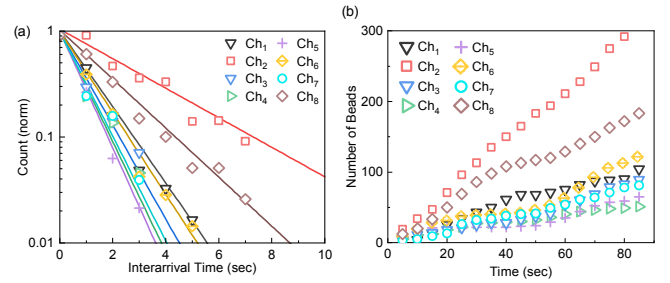 (a)
1
0.1
0.01
Count (norm)
0 2 4 6 8 10
Interarrival Time (sec)
Ch1 Ch5
Ch2 Ch6
Ch3 Ch7
Ch4 Ch8
(b)
300
200
100
0
Number of Beads
0 20 40 60 80 100
Time (sec)
Ch1 Ch5
Ch2 Ch6
Ch3 Ch7
Ch4 Ch8